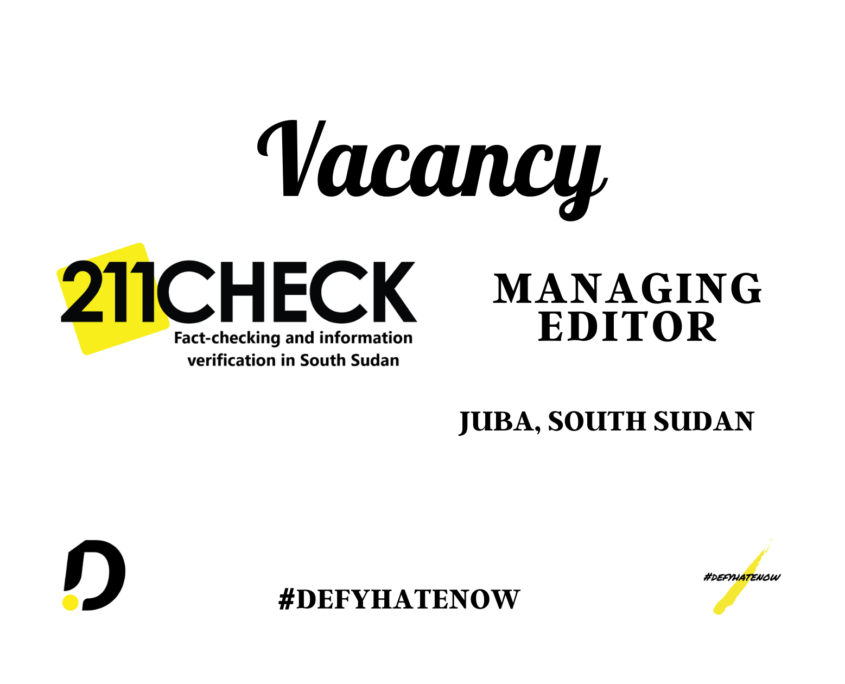 Vacancy
211CHECK
Fact-checking and information
verification in South Sudan
MANAGING
EDITOR
JUBA, SOUTH SUDAN
D
#DEFYHATENOW
#DEFYHATENOW